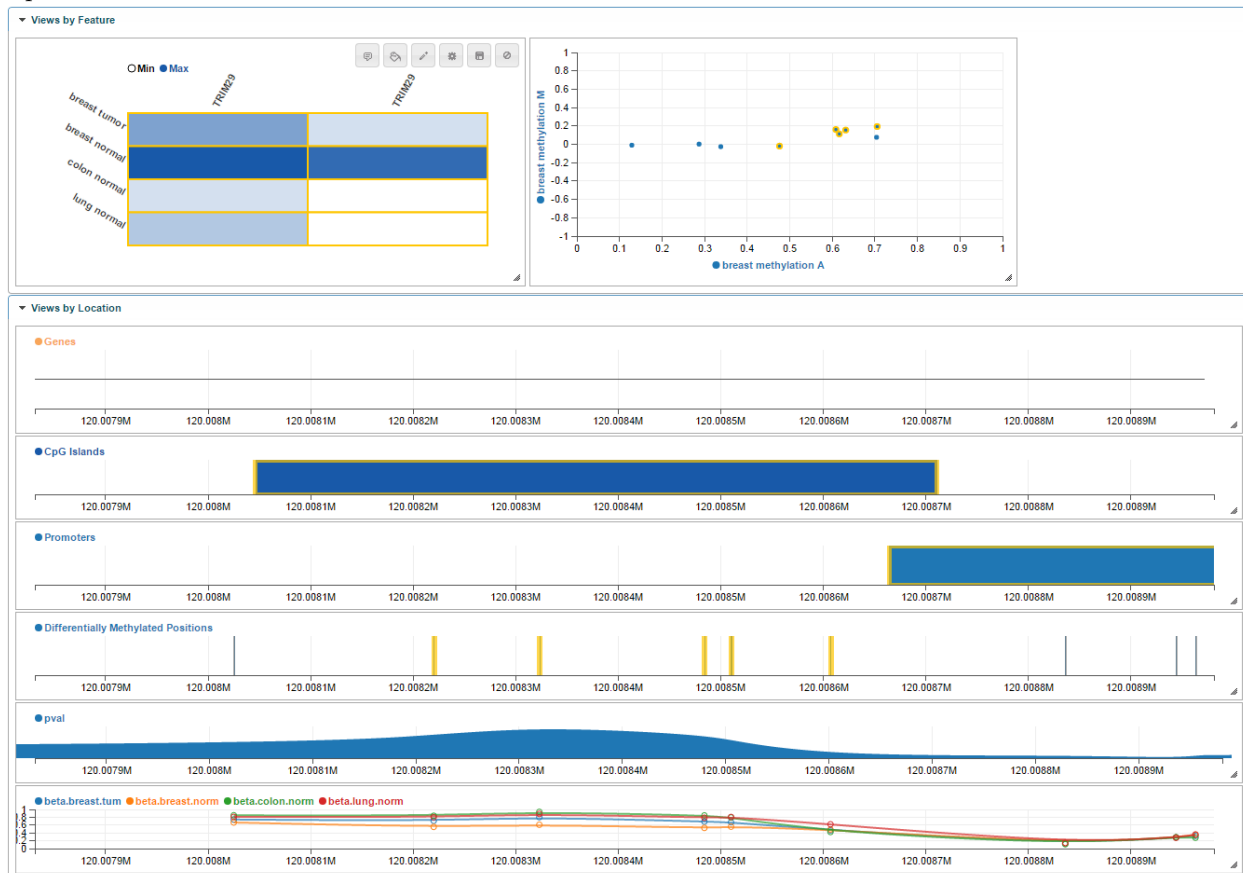 Views by Feature
Min Max
TRIM29 TRIM29
breast tumor
breast normal
colon normal
lung normal
breast methylation M
1
0.8
0.6
0.4
0.2
0
-0.2
-0.4
-0.6
-0.8
-1
0 0.1 0.2 0.3 0.4 0.5 0.6 0.7 0.8 0.9 1
breast methylation A
Views by Location
Genes
120.0079M 120.008M 120.0081M 120.0082M 120.0083M 120.0084M 120.0085M 120.0086M 120.0087M 120.0088M 120.0089M
CpG Islands
120.0079M 120.008M 120.0081M 120.0082M 120.0083M 120.0084M 120.0085M 120.0086M 120.0087M 120.0088M 120.0089M
Promoters
120.0079M 120.008M 120.0081M 120.0082M 120.0083M 120.0084M 120.0085M 120.0086M 120.0087M 120.0088M 120.0089M
Differentially Methylated Positions
120.0079M 120.008M 120.0081M 120.0082M 120.0083M 120.0084M 120.0085M 120.0086M 120.0087M 120.0088M 120.0089M
pval
120.0079M 120.008M 120.0081M 120.0082M 120.0083M 120.0084M 120.0085M 120.0086M 120.0087M 120.0088M 120.0089M
beta.breast.tum beta.breast.norm beta.colon.norm beta.lung.norm
1
0
120.0079M 120.008M 120.0081M 120.0082M 120.0083M 120.0084M 120.0085M 120.0086M 120.0087M 120.0088M 120.0089M